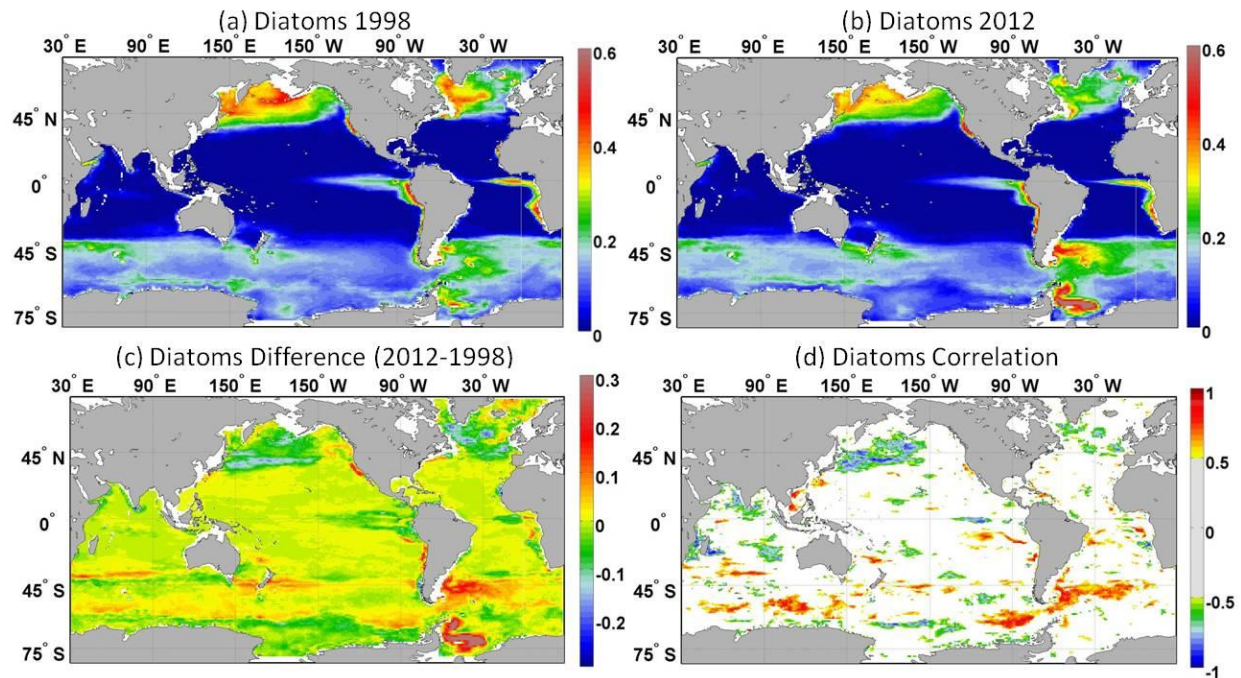 (a) Diatoms 1998
30° E 90° E 150° E 150° W 90° W 30° W
0.6
45° N
0.4
0°
0.2
45° S
75° S
0
(b) Diatoms 2012
30° E 90° E 150° E 150° W 90° W 30° W
0.6
45° N
0.4
0°
0.2
45° S
75° S
0
(c) Diatoms Difference (2012-1998)
30° E 90° E 150° E 150° W 90° W 30° W
0.3
0.2
45° N
0.1
0°
0
-0.1
45° S
-0.2
75° S
(d) Diatoms Correlation
30° E 90° E 150° E 150° W 90° W 30° W
1
45° N
0.5
0°
0
45° S
-0.5
75° S
-1